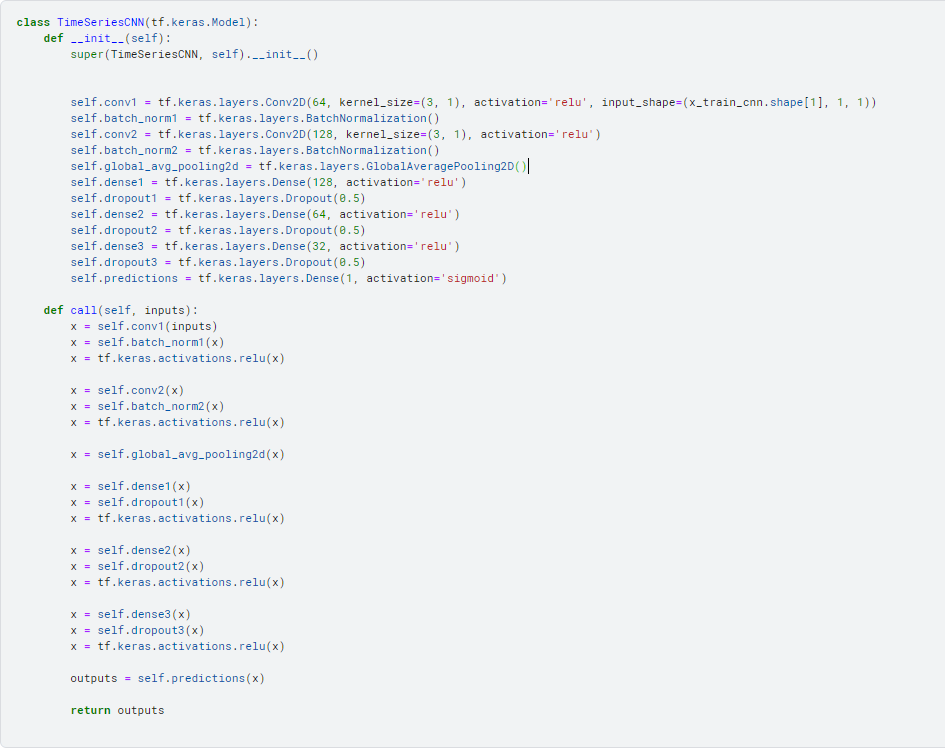 class TimeSeriesCNN(tf.keras.Model):
    def __init__(self):
        super(TimeSeriesCNN, self).__init__()
        self.conv1 = tf.keras.layers.Conv2D(64, kernel_size=(3, 1), activation='relu', input_shape=(x_train_cnn.shape[1], 1, 1))
        self.batch_norm1 = tf.keras.layers.BatchNormalization()
        self.conv2 = tf.keras.layers.Conv2D(128, kernel_size=(3, 1), activation='relu')
        self.batch_norm2 = tf.keras.layers.BatchNormalization()
        self.global_avg_pooling2d = tf.keras.layers.GlobalAveragePooling2D()
        self.dense1 = tf.keras.layers.Dense(128, activation='relu')
        self.dropout1 = tf.keras.layers.Dropout(0.5)
        self.dense2 = tf.keras.layers.Dense(64, activation='relu')
        self.dropout2 = tf.keras.layers.Dropout(0.5)
        self.dense3 = tf.keras.layers.Dense(32, activation='relu')
        self.dropout3 = tf.keras.layers.Dropout(0.5)
        self.predictions = tf.keras.layers.Dense(1, activation='sigmoid')
    def call(self, inputs):
        x = self.conv1(inputs)
        x = self.batch_norm1(x)
        x = tf.keras.activations.relu(x)
        x = self.conv2(x)
        x = self.batch_norm2(x)
        x = tf.keras.activations.relu(x)
        x = self.global_avg_pooling2d(x)
        x = self.dense1(x)
        x = self.dropout1(x)
        x = tf.keras.activations.relu(x)
        x = self.dense2(x)
        x = self.dropout2(x)
        x = tf.keras.activations.relu(x)
        x = self.dense3(x)
        x = self.dropout3(x)
        x = tf.keras.activations.relu(x)
        outputs = self.predictions(x)
        return outputs